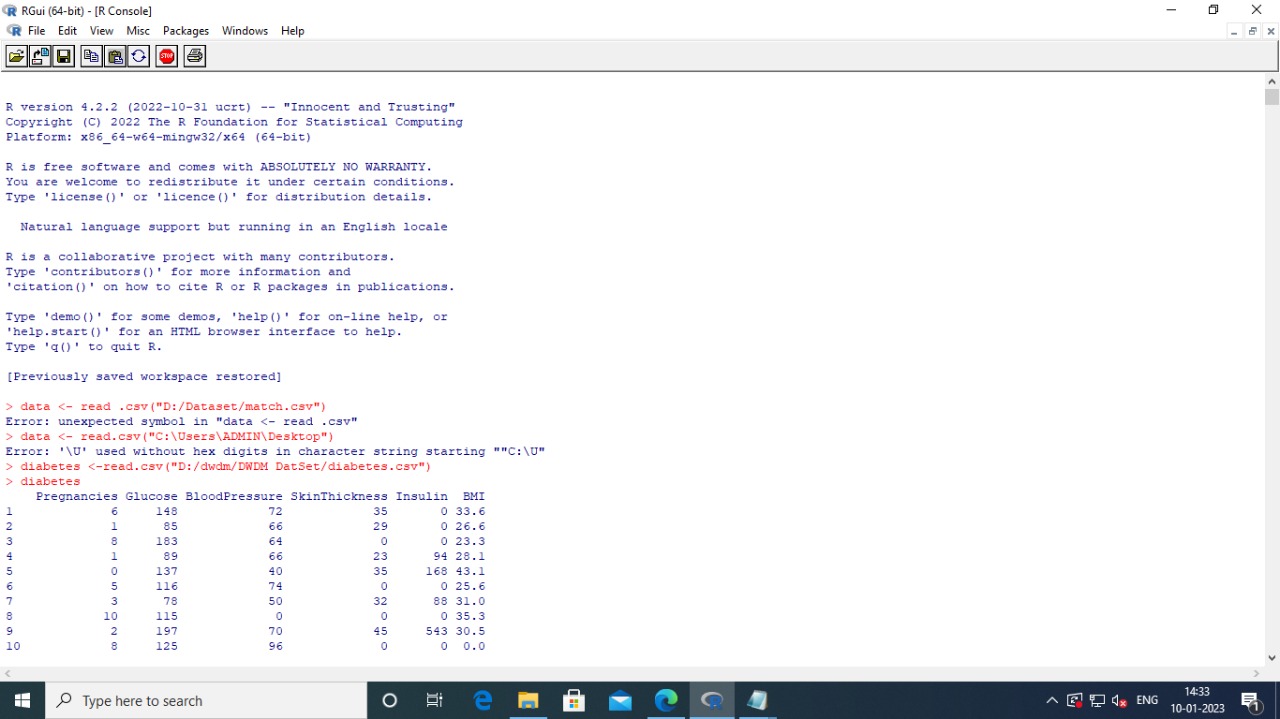 RGui (64-bit) - [R Console]
File Edit View Misc Packages Windows Help
STOP
R version 4.2.2 (2022-10-31 ucrt) -- "Innocent and Trusting"
Copyright (C) 2022 The R Foundation for Statistical Computing
Platform: x86_64-w64-mingw32/x64 (64-bit)
R is free software and comes with ABSOLUTELY NO WARRANTY.
You are welcome to redistribute it under certain conditions.
Type 'license()' or 'licence()' for distribution details.
Natural language support but running in an English locale
R is a collaborative project with many contributors.
Type 'contributors()' for more information and
'citation()' on how to cite R or R packages in publications.
Type 'demo()' for some demos, 'help()' for on-line help, or
'help.start()' for an HTML browser interface to help.
Type 'q()' to quit R.
[Previously saved workspace restored]
> data <- read .csv("D:/Dataset/match.csv")
Error: unexpected symbol in "data <- read .csv"
> data <- read.csv("C:\Users\ADMIN\Desktop")
Error: '\U' used without hex digits in character string starting ""C:\U"
> diabetes <-read.csv("D:/dwdm/DWDM DatSet/diabetes.csv")
> diabetes
Pregnancies Glucose BloodPressure SkinThickness Insulin BMI
1 6 148 72 35 0 33.6
2 1 85 66 29 0 26.6
3 8 183 64 0 0 23.3
4 1 89 66 23 94 28.1
5 0 137 40 35 168 43.1
6 5 116 74 0 0 25.6
7 3 78 50 32 88 31.0
8 10 115 0 0 0 35.3
9 2 197 70 45 543 30.5
10 8 125 96 0 0 0.0
Type here to search
ENG
14:33
10-01-2023
1